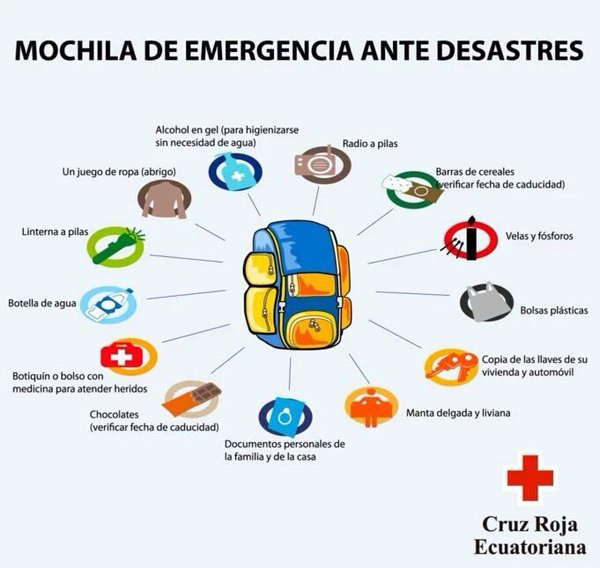 MOCHILA DE EMERGENCIA ANTE DESASTRES
Alcohol en gel (para higienizarse
sin necesidad de agua)
Radio a pilas
Un juego de ropa (abrigo)
Barras de cereales
(verificar fecha de caducidad)
Linterna a pilas
Velas y fósforos
Botella de agua
Bolsas plásticas
Botiquín o bolso con
medicina para atender heridos
Copia de las llaves de su
vivienda y automóvil
Chocolates
(verificar fecha de caducidad)
Manta delgada y liviana
Documentos personales de
la familia y de la casa
Cruz Roja
Ecuatoriana